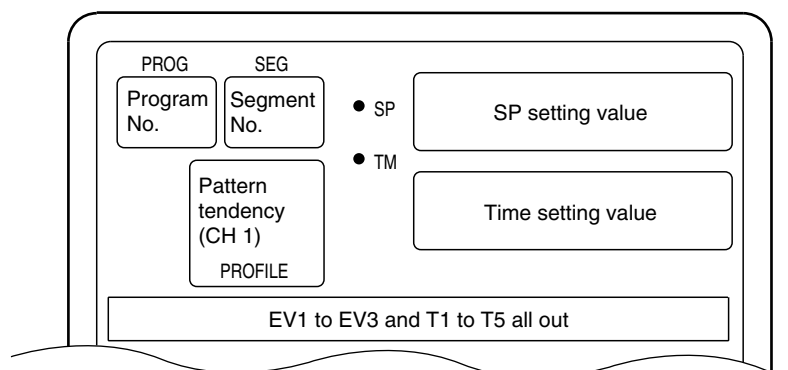 PROG
SEG
Program
No.
Segment
No.
SP
SP setting value
TM
Pattern
tendency
(CH 1)
PROFILE
Time setting value
EV1 to EV3 and T1 to T5 all out